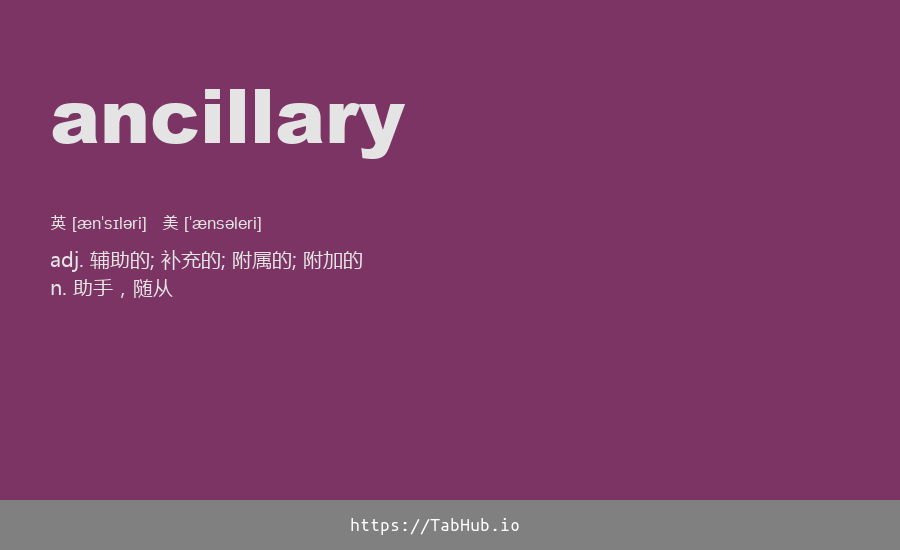 ancillary
英 [æn'sɪləri]   美 ['ænsəleri]
adj. 辅助的; 补充的; 附属的; 附加的
n. 助手，随从
https://TabHub.io